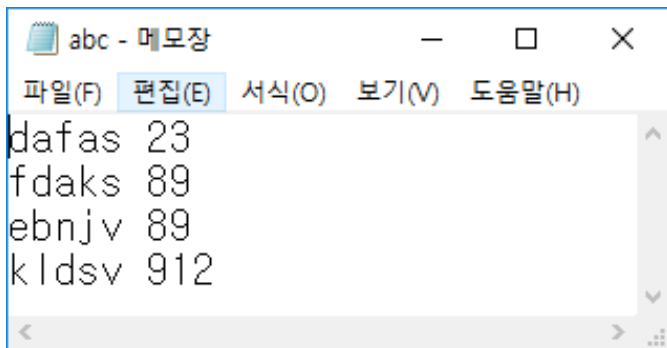 abc - 메모장
파일(F) 편집(E) 서식(O) 보기(V) 도움말(H)
dafas 23
fdaks 89
ebnjv 89
kldsv 912